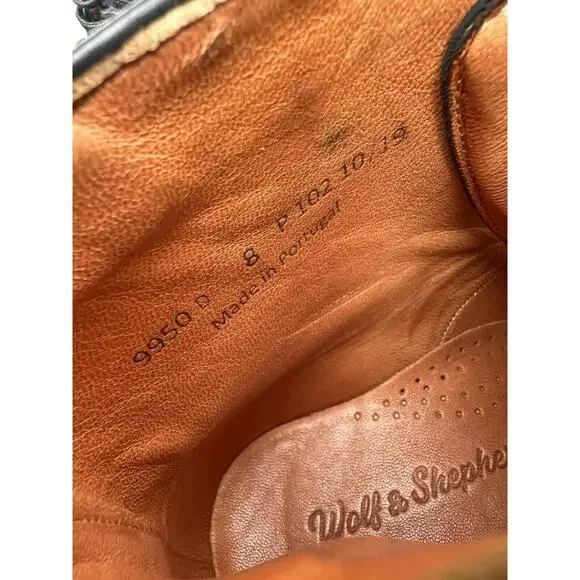 9950 D 8 P 102 10/19
Made in Portugal
Wolf & Shephe